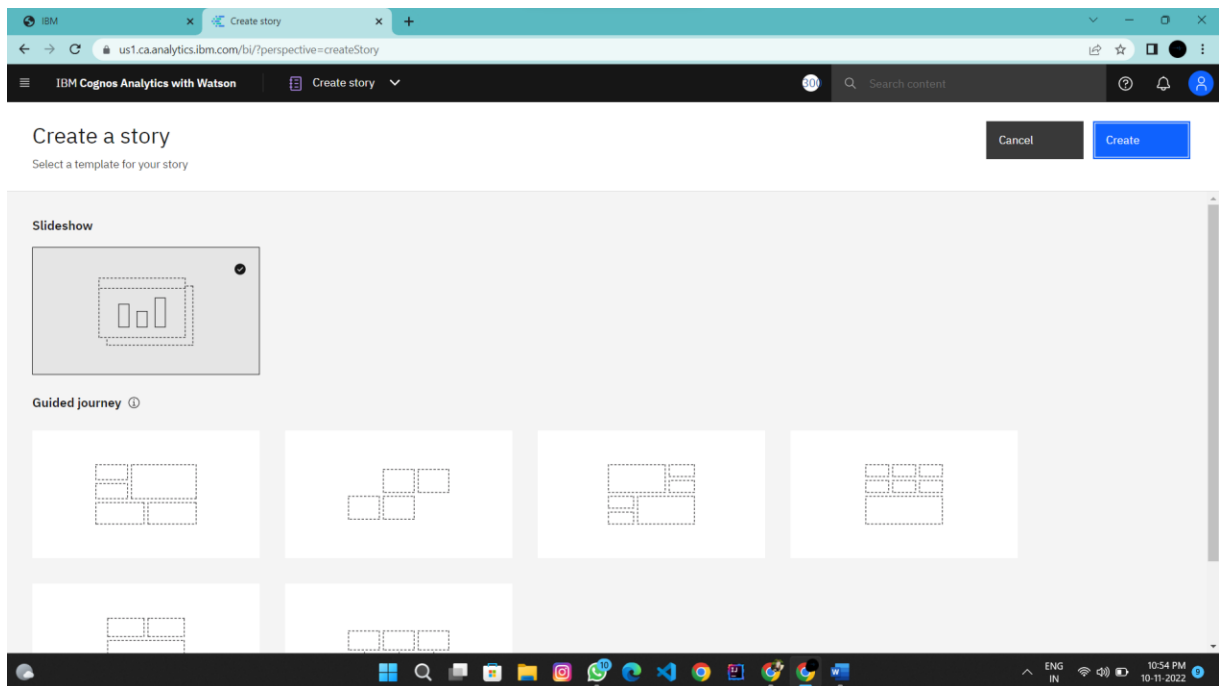 IBM
Create story
us1.ca.analytics.ibm.com/bi/?perspective=createStory
IBM Cognos Analytics with Watson
Create story
Search content
Create a story
Select a template for your story
Cancel
Create
Slideshow
Guided journey
10
W
ENG
IN
10:54 PM
10-11-2022
9